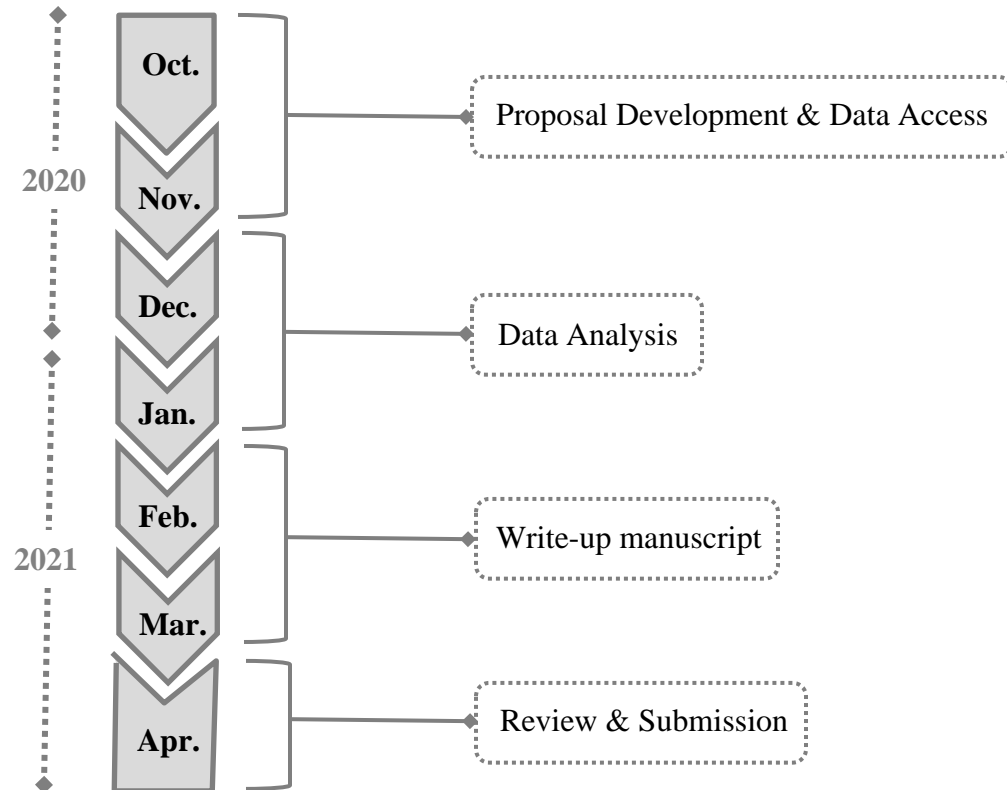 2020
Oct.
Nov.
Proposal Development & Data Access
Dec.
Jan.
Data Analysis
2021
Feb.
Mar.
Write-up manuscript
Apr.
Review & Submission